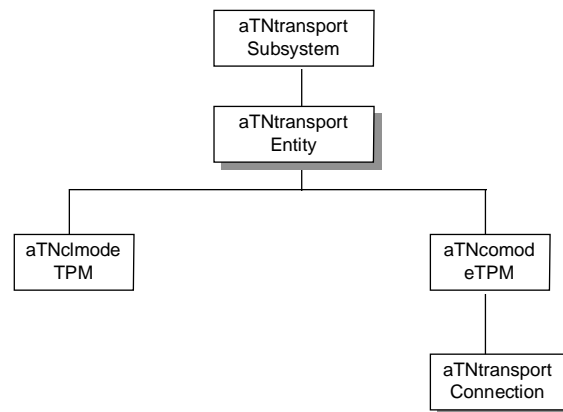 aTNtransport
Subsystem
aTNtransport
Entity
aTNclmode
TPM
aTNcomod
eTPM
aTNtransport
Connection